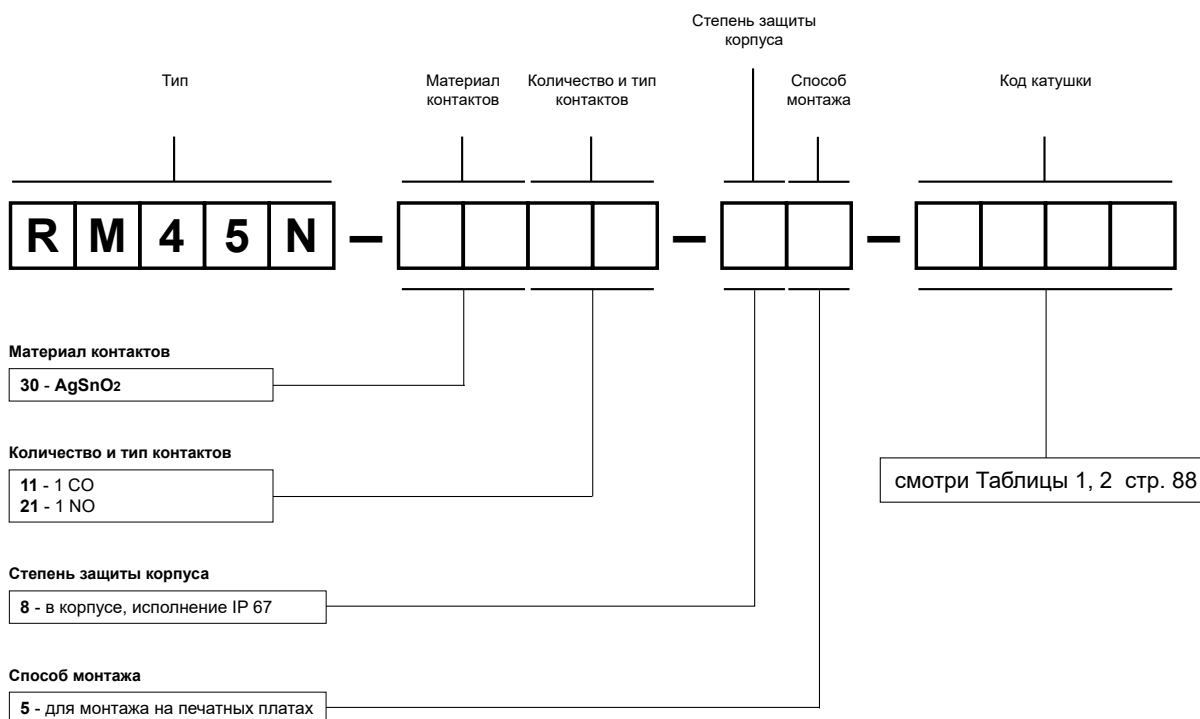 Степень защиты
корпуса
Тип
Материал
контактов
Количество и тип
контактов
Способ
монтажа
Код катушки
RM45N – – –
Материал контактов
30 - AgSnO2
Количество и тип контактов
11 - 1 CO
21 - 1 NO
смотри Таблицы 1, 2 стр. 88
Степень защиты корпуса
8 - в корпусе, исполнение IP 67
Способ монтажа
5 - для монтажа на печатных платах